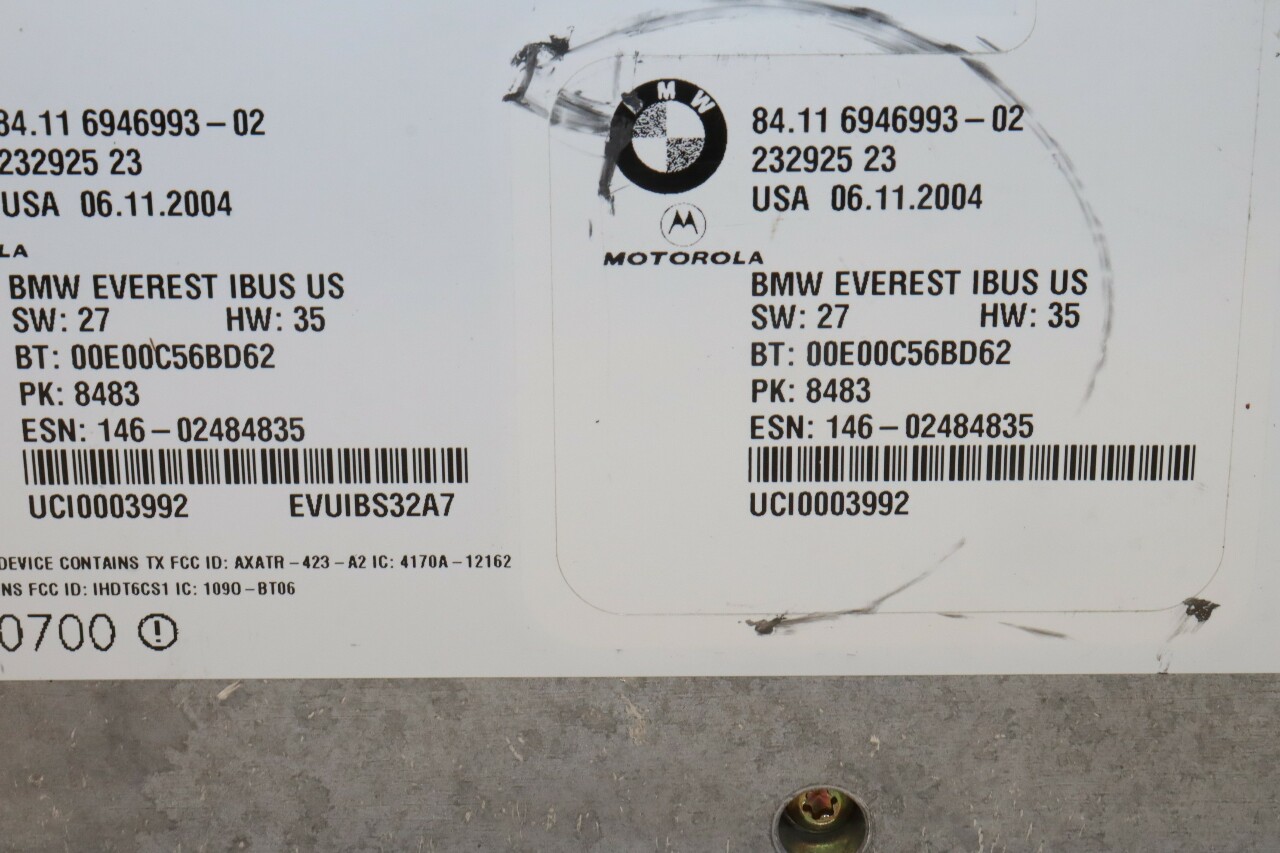 84.11 6946993-02
232925 23
USA 06.11.2004
LA
BMW EVEREST IBUS US
SW: 27 HW: 35
BT: 00E00C56BD62
PK: 8483
ESN: 146-02484835
UCI0003992 EVUIBS32A7
DEVICE CONTAINS TX FCC ID: AXATR-423-A2 IC: 4170A-12162
NS FCC ID: IHDT6CS1 IC: 1090-BT06
0700
BMW
84.11 6946993-02
232925 23
USA 06.11.2004
MOTOROLA
BMW EVEREST IBUS US
SW: 27 HW: 35
BT: 00E00C56BD62
PK: 8483
ESN: 146-02484835
UCI0003992